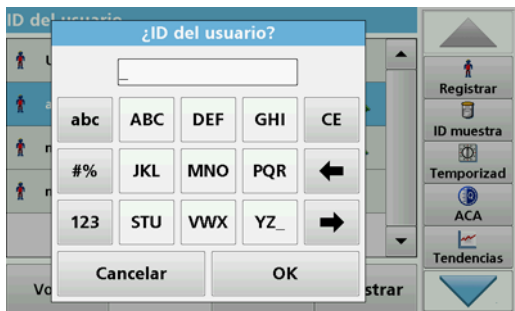 ID del usuario
¿ID del usuario?
_
abc ABC DEF GHI CE
#% JKL MNO PQR
123 STU VWX YZ_
Cancelar OK
Registrar
ID muestra
Temporizad
ACA
Tendencias